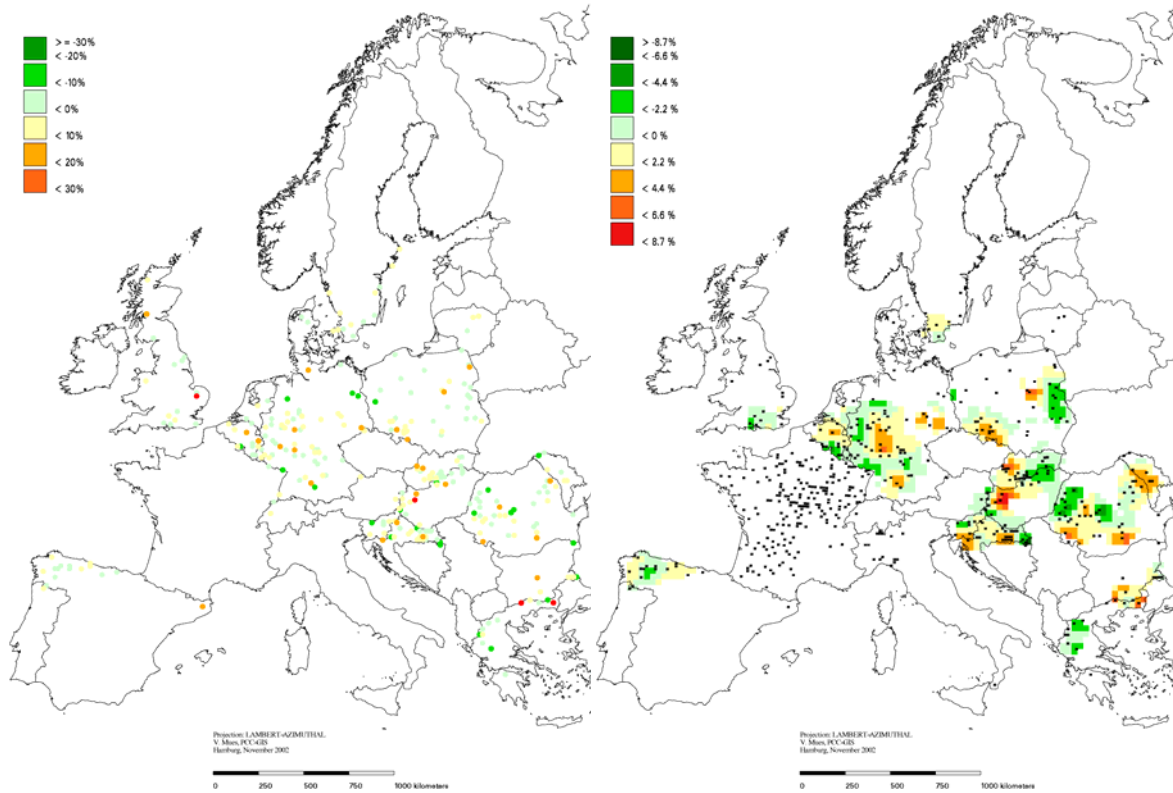 > = -30%
< -20%
< -10%
< 0%
< 10%
< 20%
< 30%
Projection: LAMBERT-AZIMUTHAL
V. Mues, PCC-GIS
Hamburg, November 2002
0 250 500 750 1000 kilometers
> -8.7%
< -6.6%
< -4.4%
< -2.2%
< 0 %
< 2.2 %
< 4.4 %
< 6.6 %
< 8.7 %
Projection: LAMBERT-AZIMUTHAL
V. Mues, PCC-GIS
Hamburg, November 2002
0 250 500 750 1000 kilometers